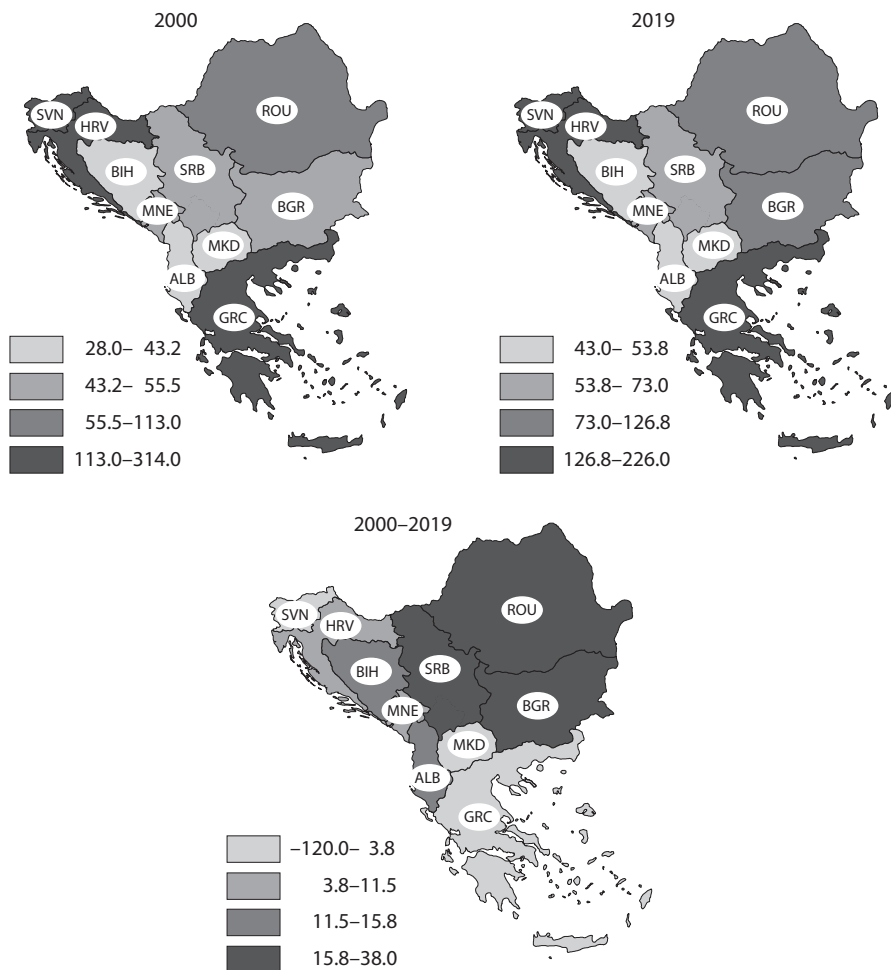 2000
SVN
HRV
ROU
BIH
SRB
MNE
BGR
MKD
ALB
GRC
28.0– 43.2
43.2– 55.5
55.5–113.0
113.0–314.0
2019
SVN
HRV
ROU
BIH
SRB
MNE
BGR
MKD
ALB
GRC
43.0– 53.8
53.8– 73.0
73.0–126.8
126.8–226.0
2000–2019
SVN
HRV
ROU
BIH
SRB
MNE
BGR
MKD
ALB
GRC
–120.0– 3.8
3.8–11.5
11.5–15.8
15.8–38.0